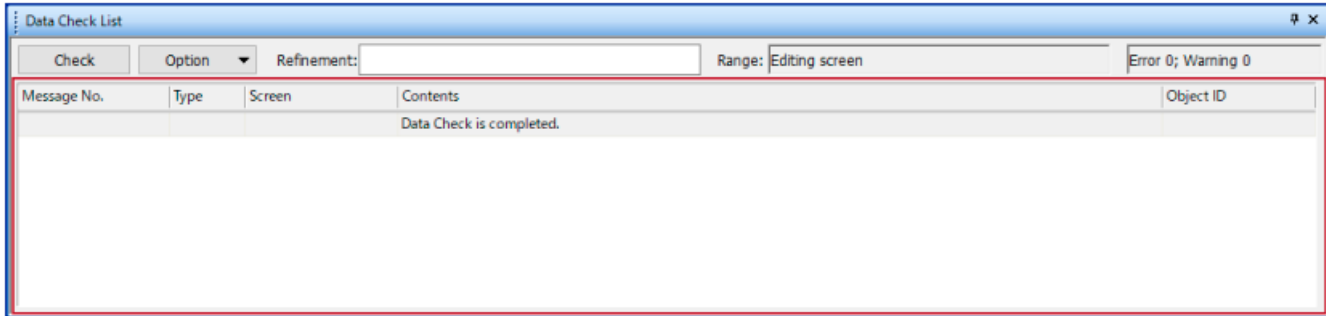 Data Check List
Check Option Refinement: Range: Editing screen Error 0; Warning 0
Message No. Type Screen Contents Object ID
Data Check is completed.